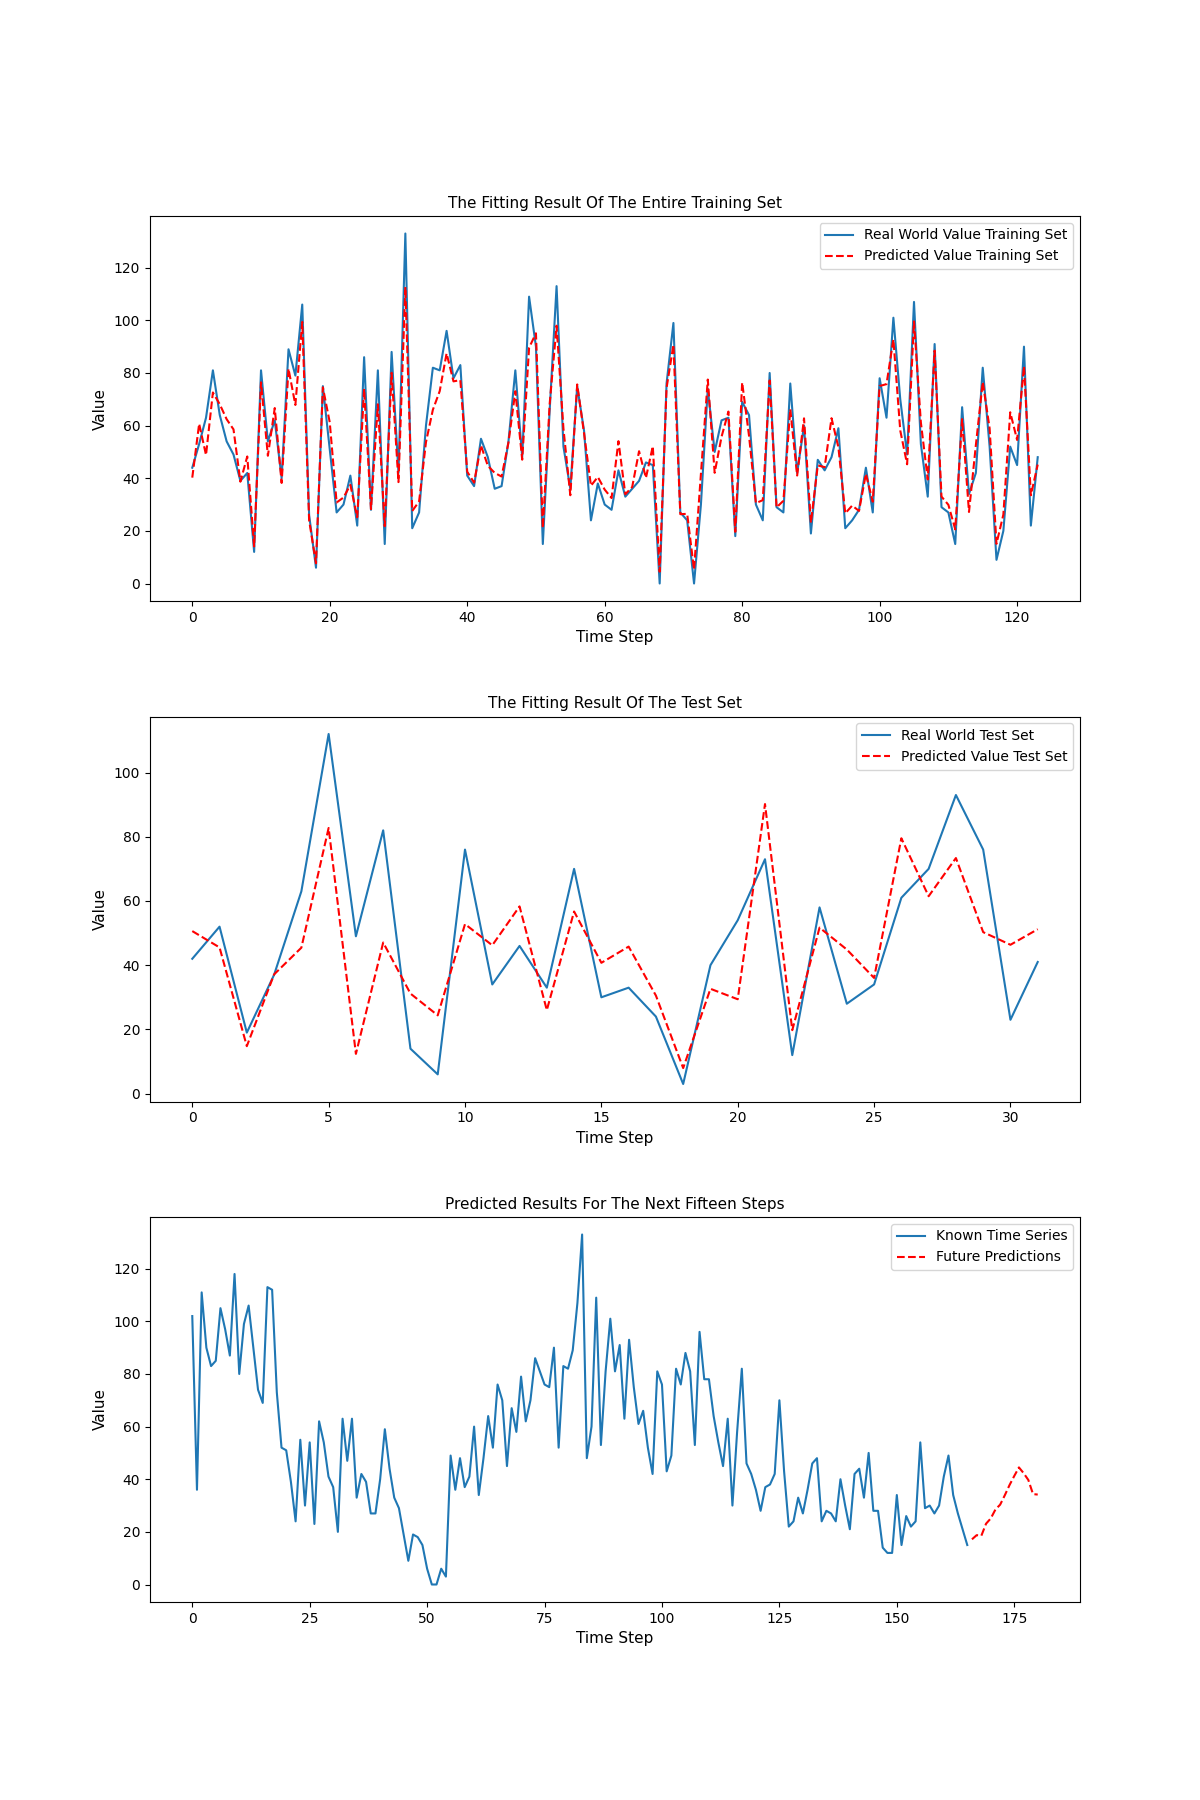 The Fitting Result Of The Entire Training Set
Real World Value Training Set
Predicted Value Training Set
Value
120
100
80
60
40
20
0
0 20 40 60 80 100 120
Time Step
The Fitting Result Of The Test Set
Real World Test Set
Predicted Value Test Set
Value
100
80
60
40
20
0
0 5 10 15 20 25 30
Time Step
Predicted Results For The Next Fifteen Steps
Known Time Series
Future Predictions
Value
120
100
80
60
40
20
0
0 25 50 75 100 125 150 175
Time Step